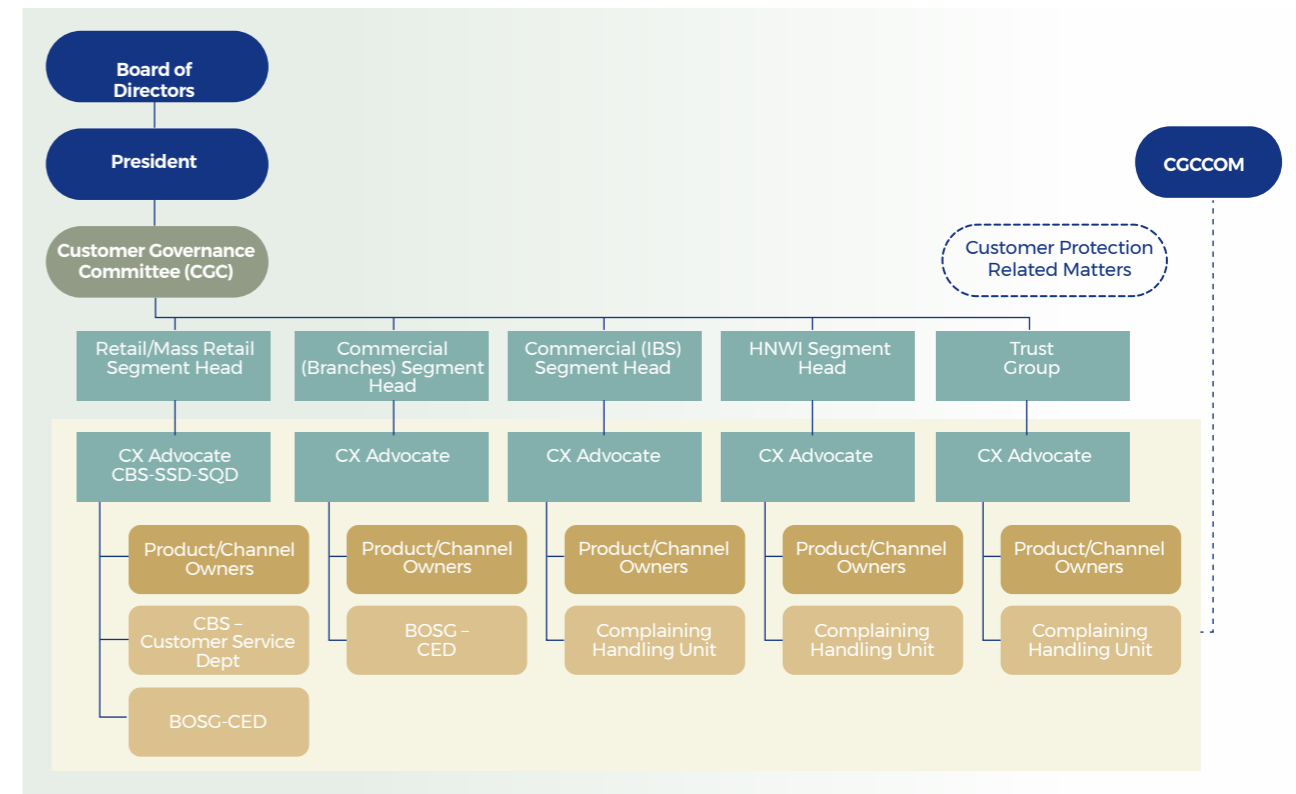 Board of
Directors
President
CGCCOM
Customer Governance
Committee (CGC)
Customer Protection
Related Matters
Retail/Mass Retail
Segment Head
Commercial
(Branches) Segment
Head
Commercial (IBS)
Segment Head
HNWI Segment
Head
Trust
Group
CX Advocate
CBS-SSD-SQD
CX Advocate
CX Advocate
CX Advocate
CX Advocate
Product/Channel
Owners
Product/Channel
Owners
Product/Channel
Owners
Product/Channel
Owners
Product/Channel
Owners
CBS –
Customer Service
Dept
BOSG –
CED
Complaining
Handling Unit
Complaining
Handling Unit
Complaining
Handling Unit
BOSG-CED